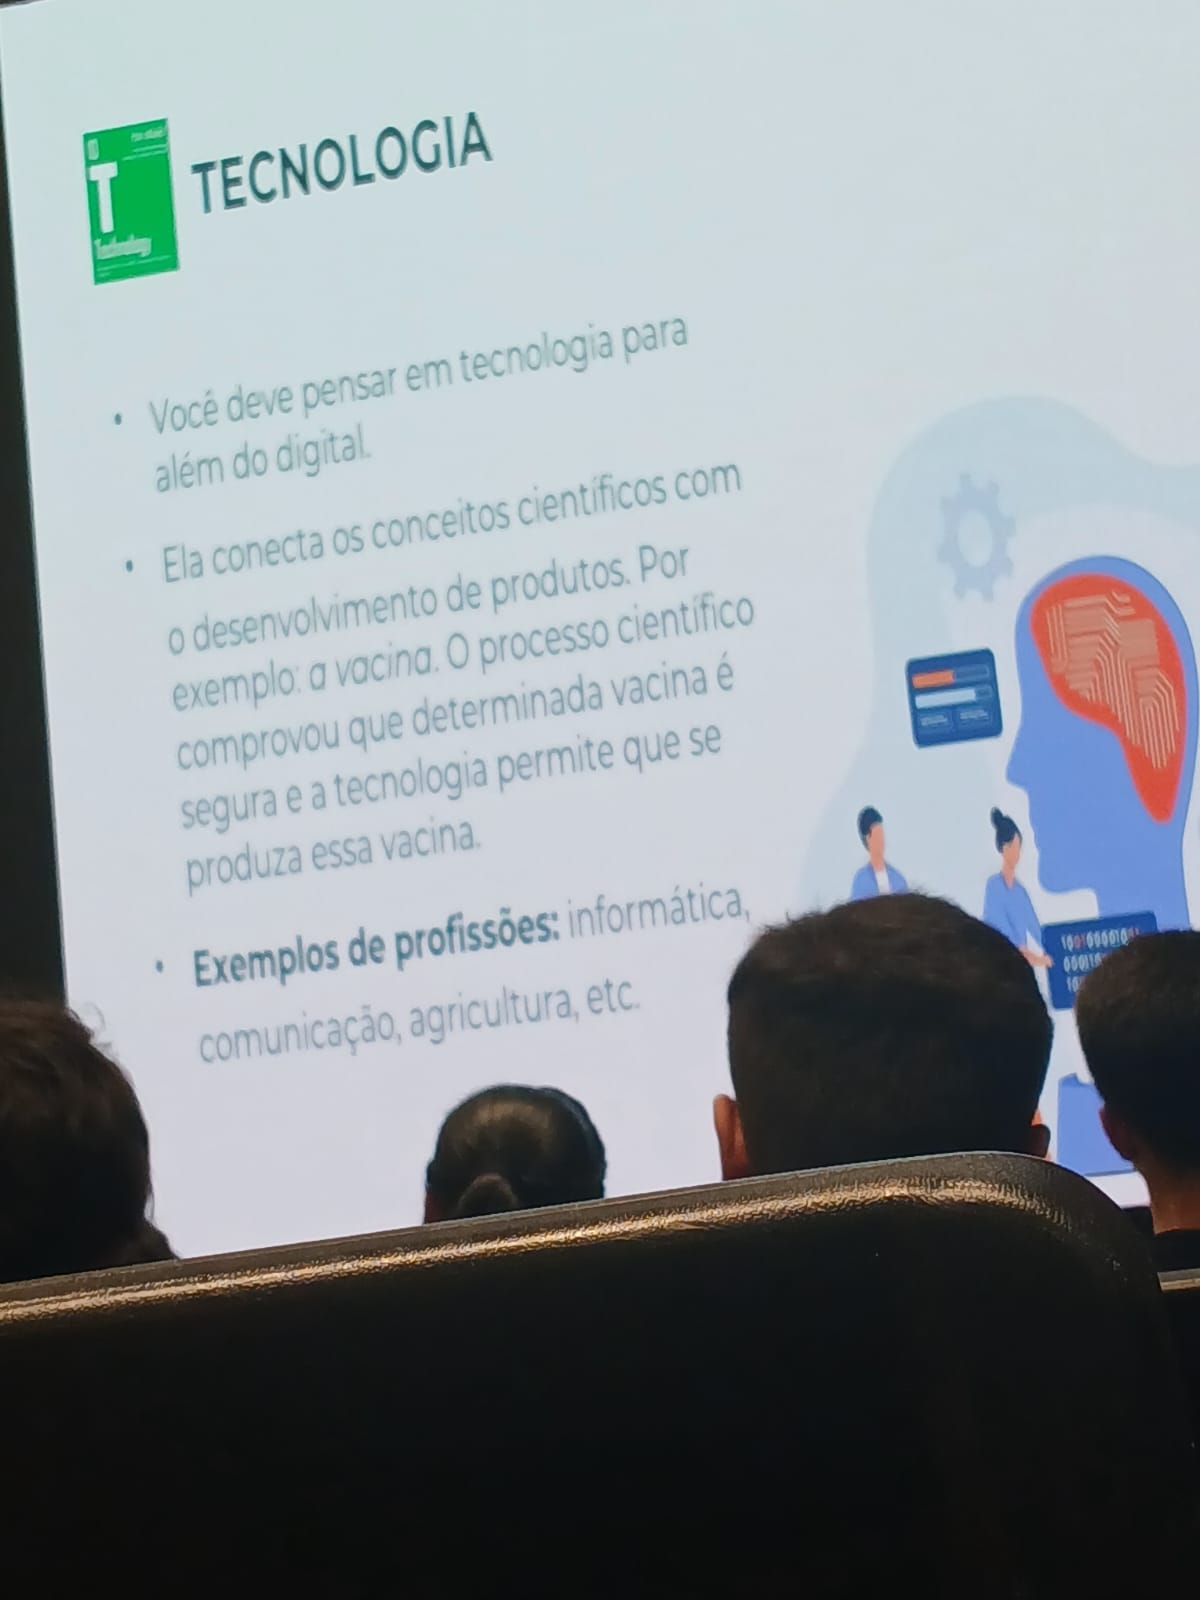 T
Technology
TECNOLOGIA
• Você deve pensar em tecnologia para
além do digital.
• Ela conecta os conceitos científicos com
o desenvolvimento de produtos. Por
exemplo: a vacina. O processo científico
comprovou que determinada vacina é
segura e a tecnologia permite que se
produza essa vacina.
• Exemplos de profissões: informática,
comunicação, agricultura, etc.